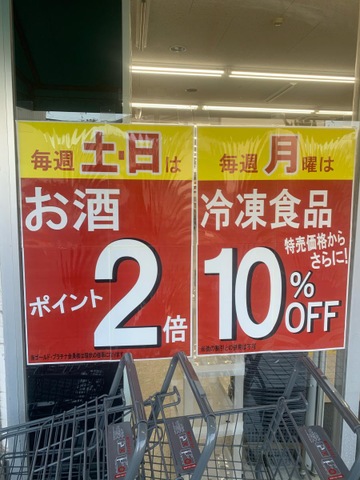 毎週土・日は
お酒
ポイント2倍
毎週月曜は
冷凍食品
特売価格から
さらに!
10%OFF